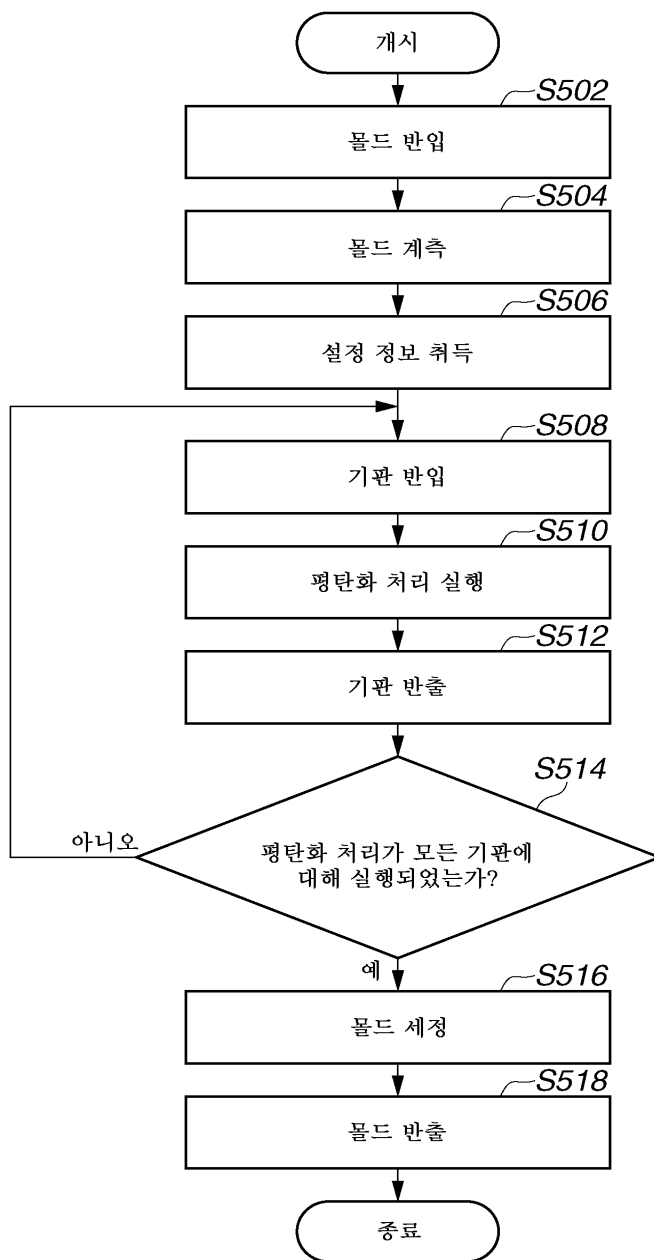 개시
S502
몰드 반입
S504
몰드 계측
S506
설정 정보 취득
S508
기판 반입
S510
평탄화 처리 실행
S512
기판 반출
S514
아니오
평탄화 처리가 모든 기판에
대해 실행되었는가?
예
S516
몰드 세정
S518
몰드 반출
종료